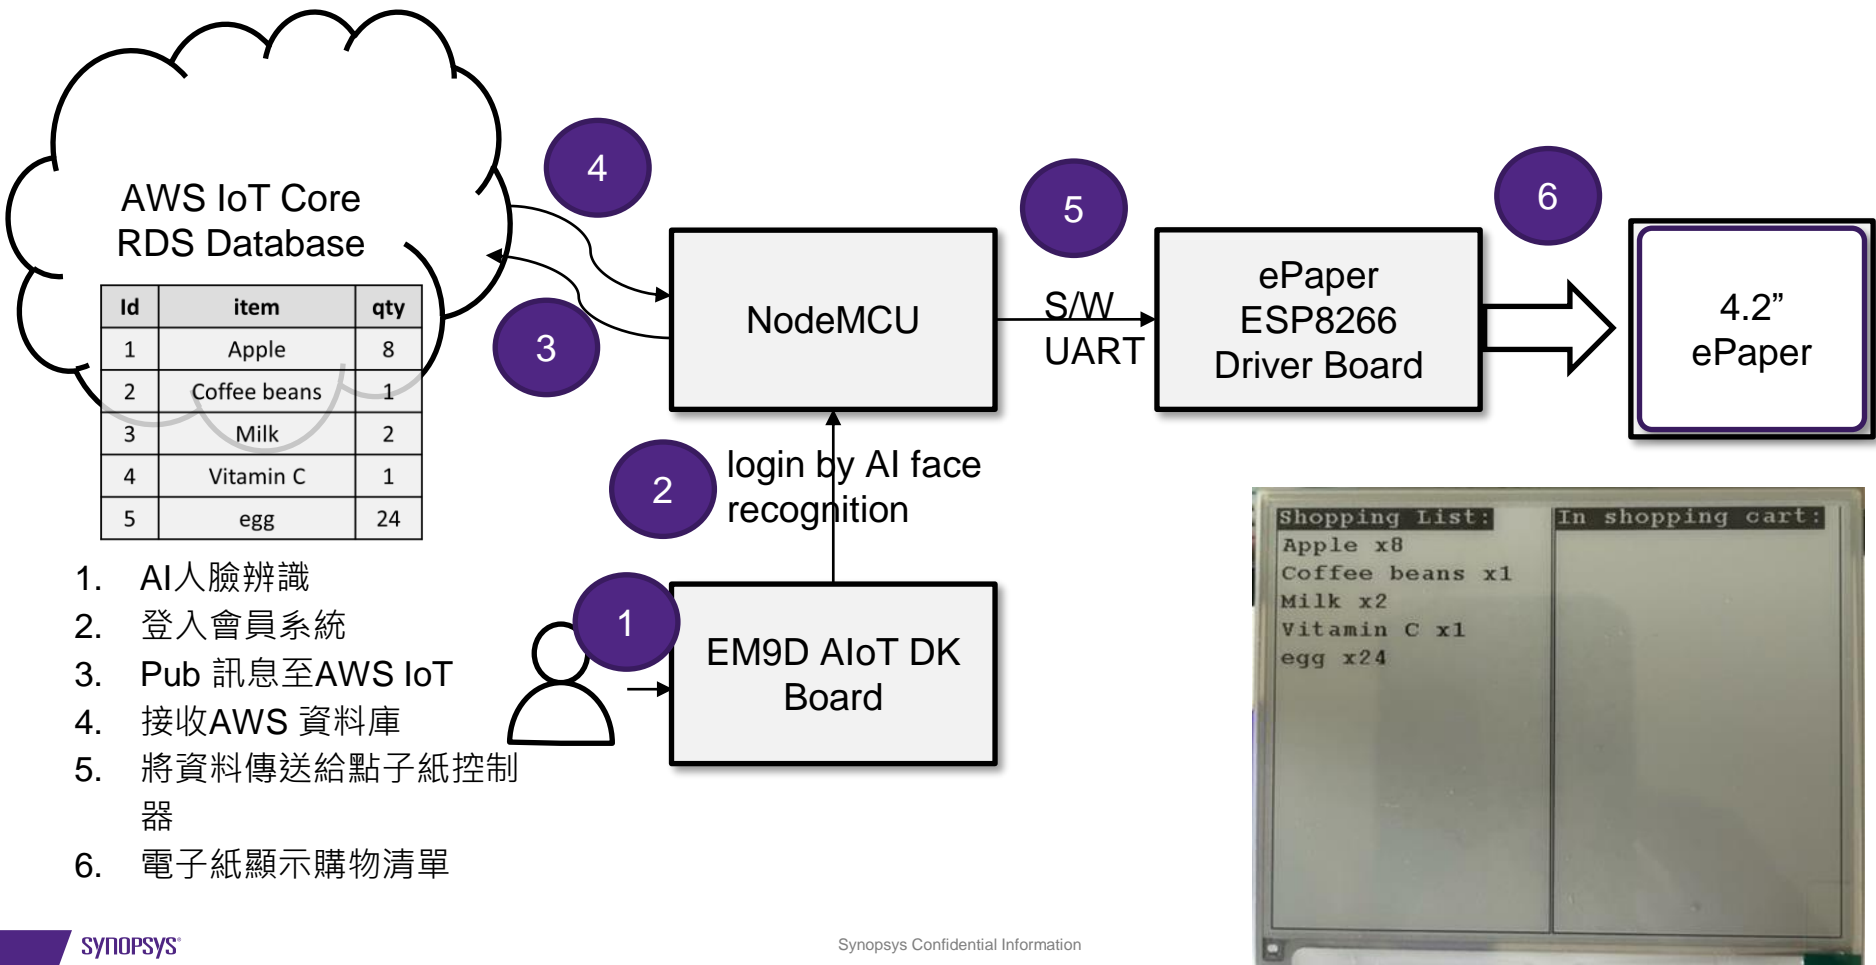 AWS IoT Core
RDS Database
Id item qty
1 Apple 8
2 Coffee beans 1
3 Milk 2
4 Vitamin C 1
5 egg 24
4
3
NodeMCU
5
S/W
UART
ePaper
ESP8266
Driver Board
6
4.2”
ePaper
2
login by AI face
recognition
1
EM9D AIoT DK
Board
1. AI人臉辨識
2. 登入會員系統
3. Pub 訊息至AWS IoT
4. 接收AWS 資料庫
5. 將資料傳送給點子紙控制
器
6. 電子紙顯示購物清單
Shopping List:
Apple x8
Coffee beans x1
Milk x2
Vitamin C x1
egg x24
In shopping cart:
SYNOPSYS®
Synopsys Confidential Information